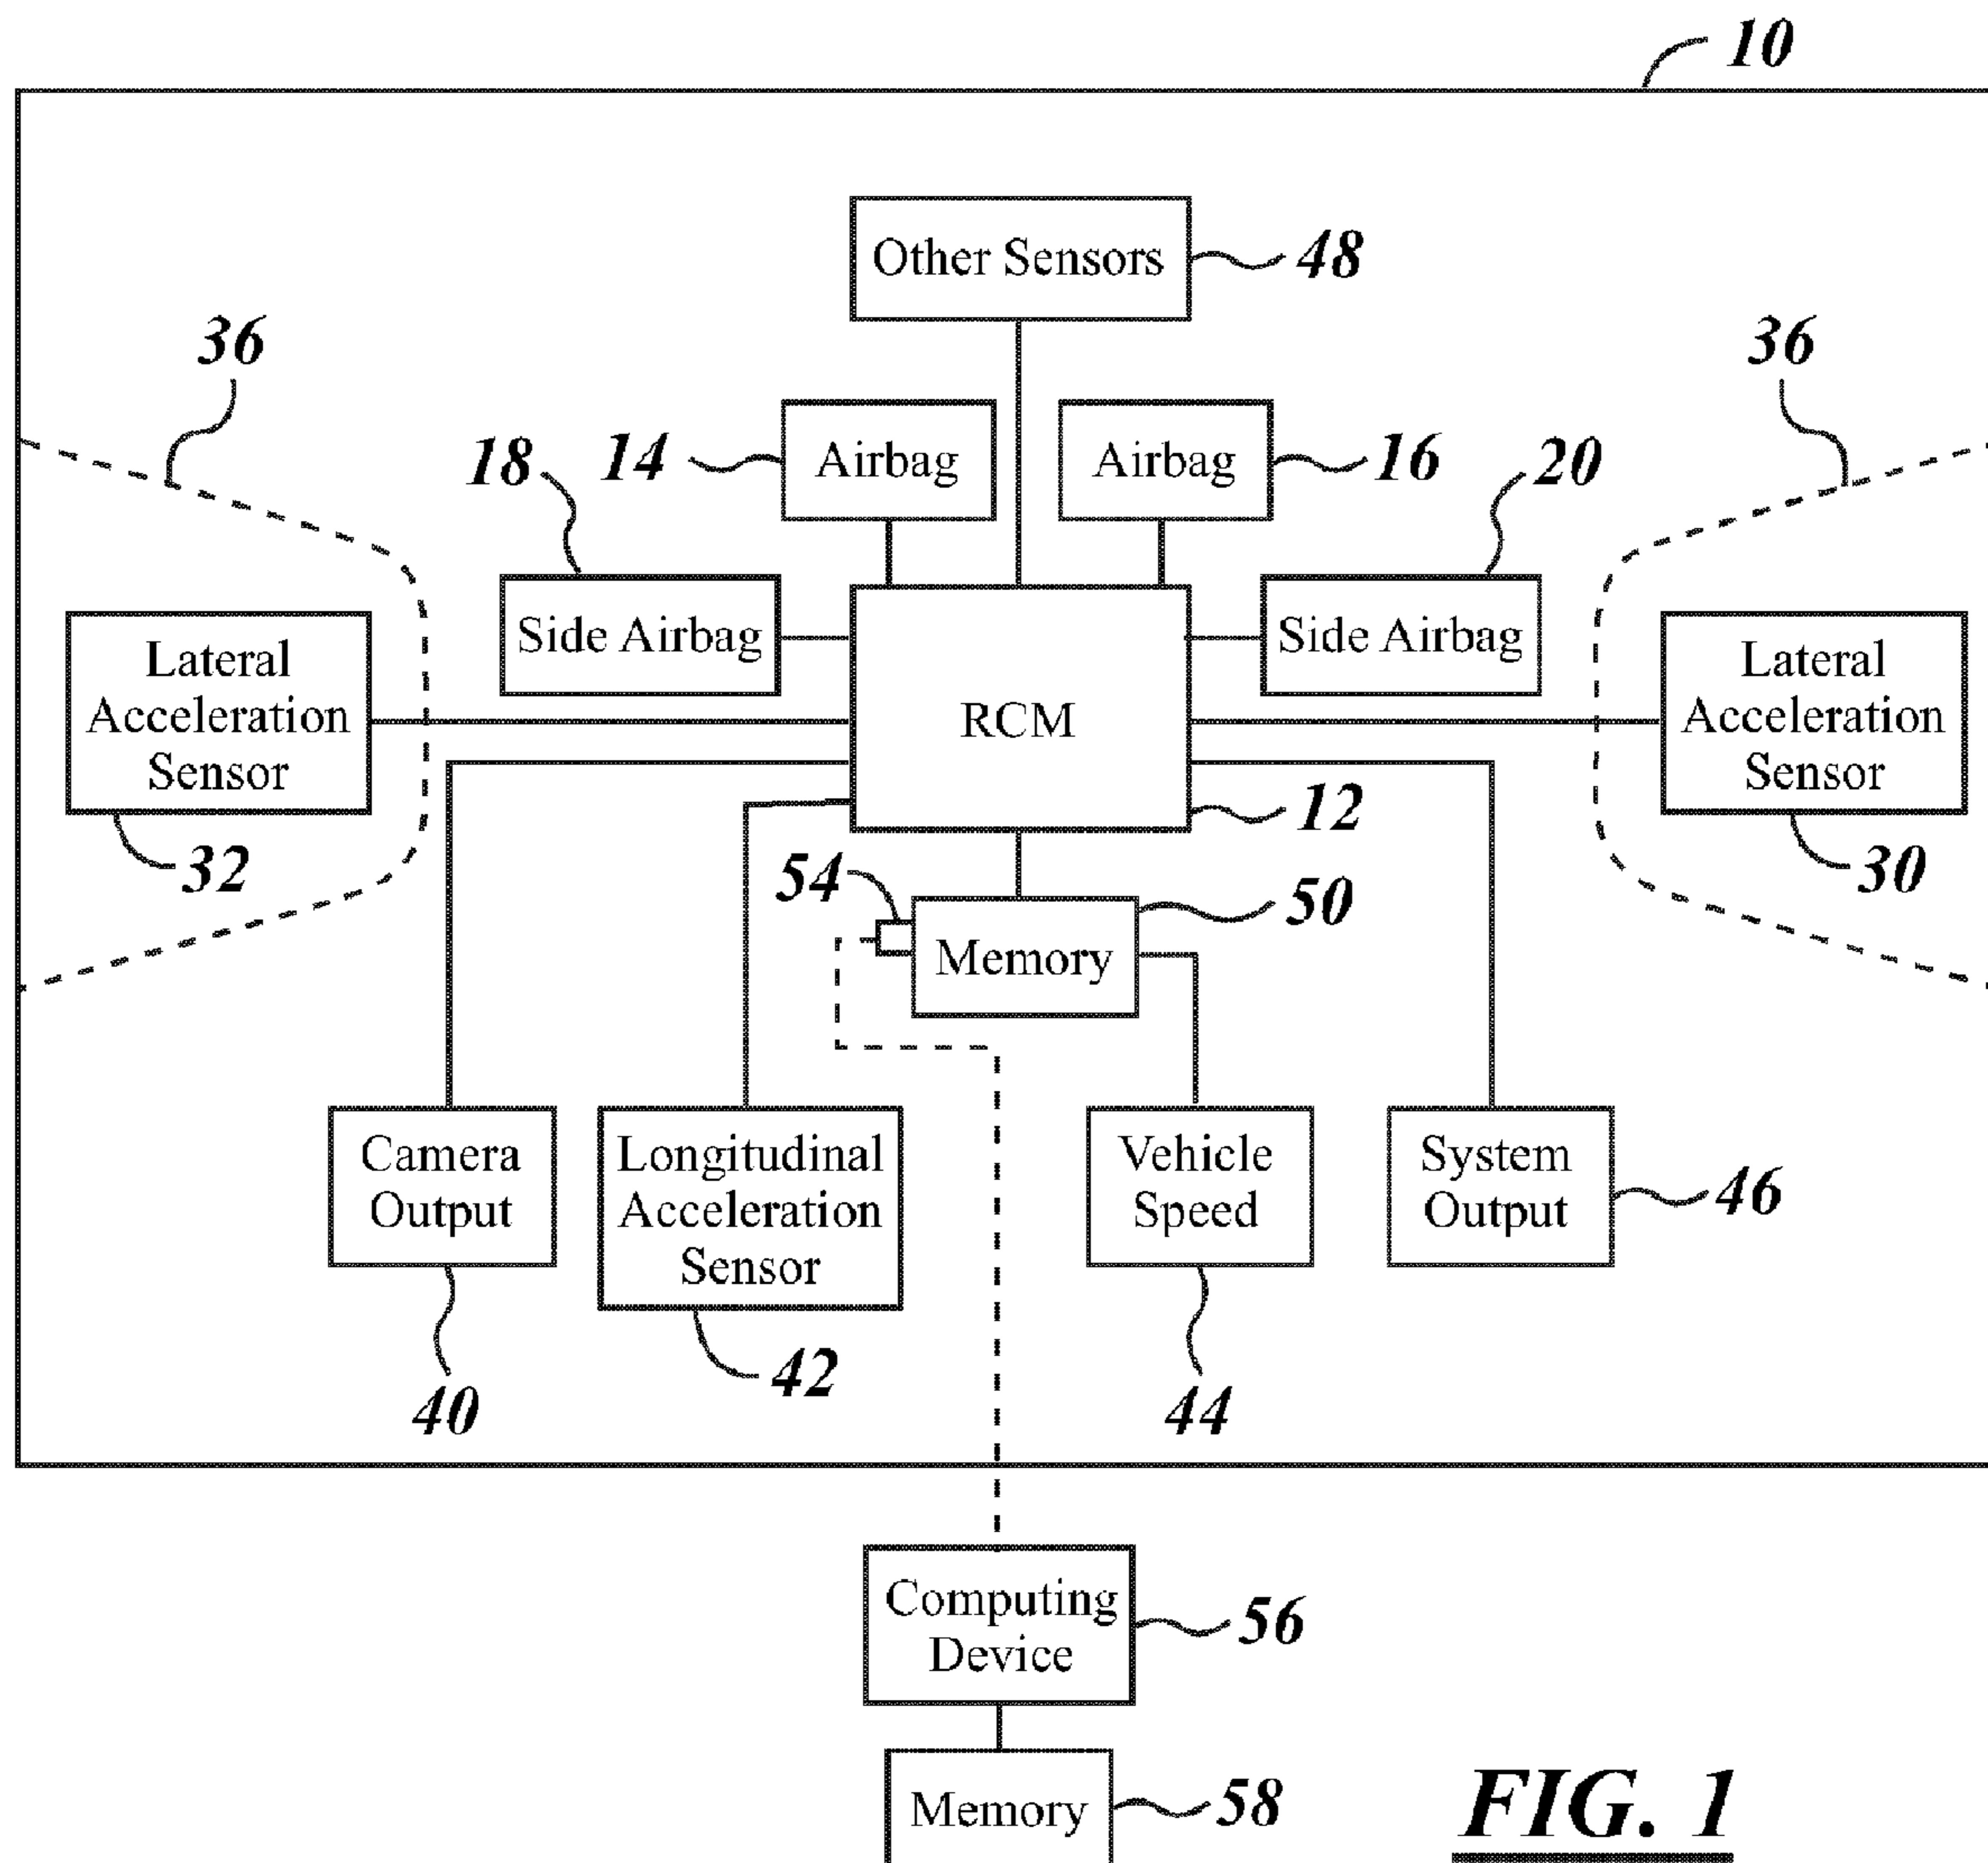 10
Other Sensors
48
36
36
18
14
Airbag
Airbag
16
20
Side Airbag
Side Airbag
Lateral
Acceleration
Sensor
RCM
Lateral
Acceleration
Sensor
32
12
30
54
50
Memory
Camera
Output
Longitudinal
Acceleration
Sensor
Vehicle
Speed
System
Output
46
40
42
44
Computing
Device
56
Memory
58
FIG. 1